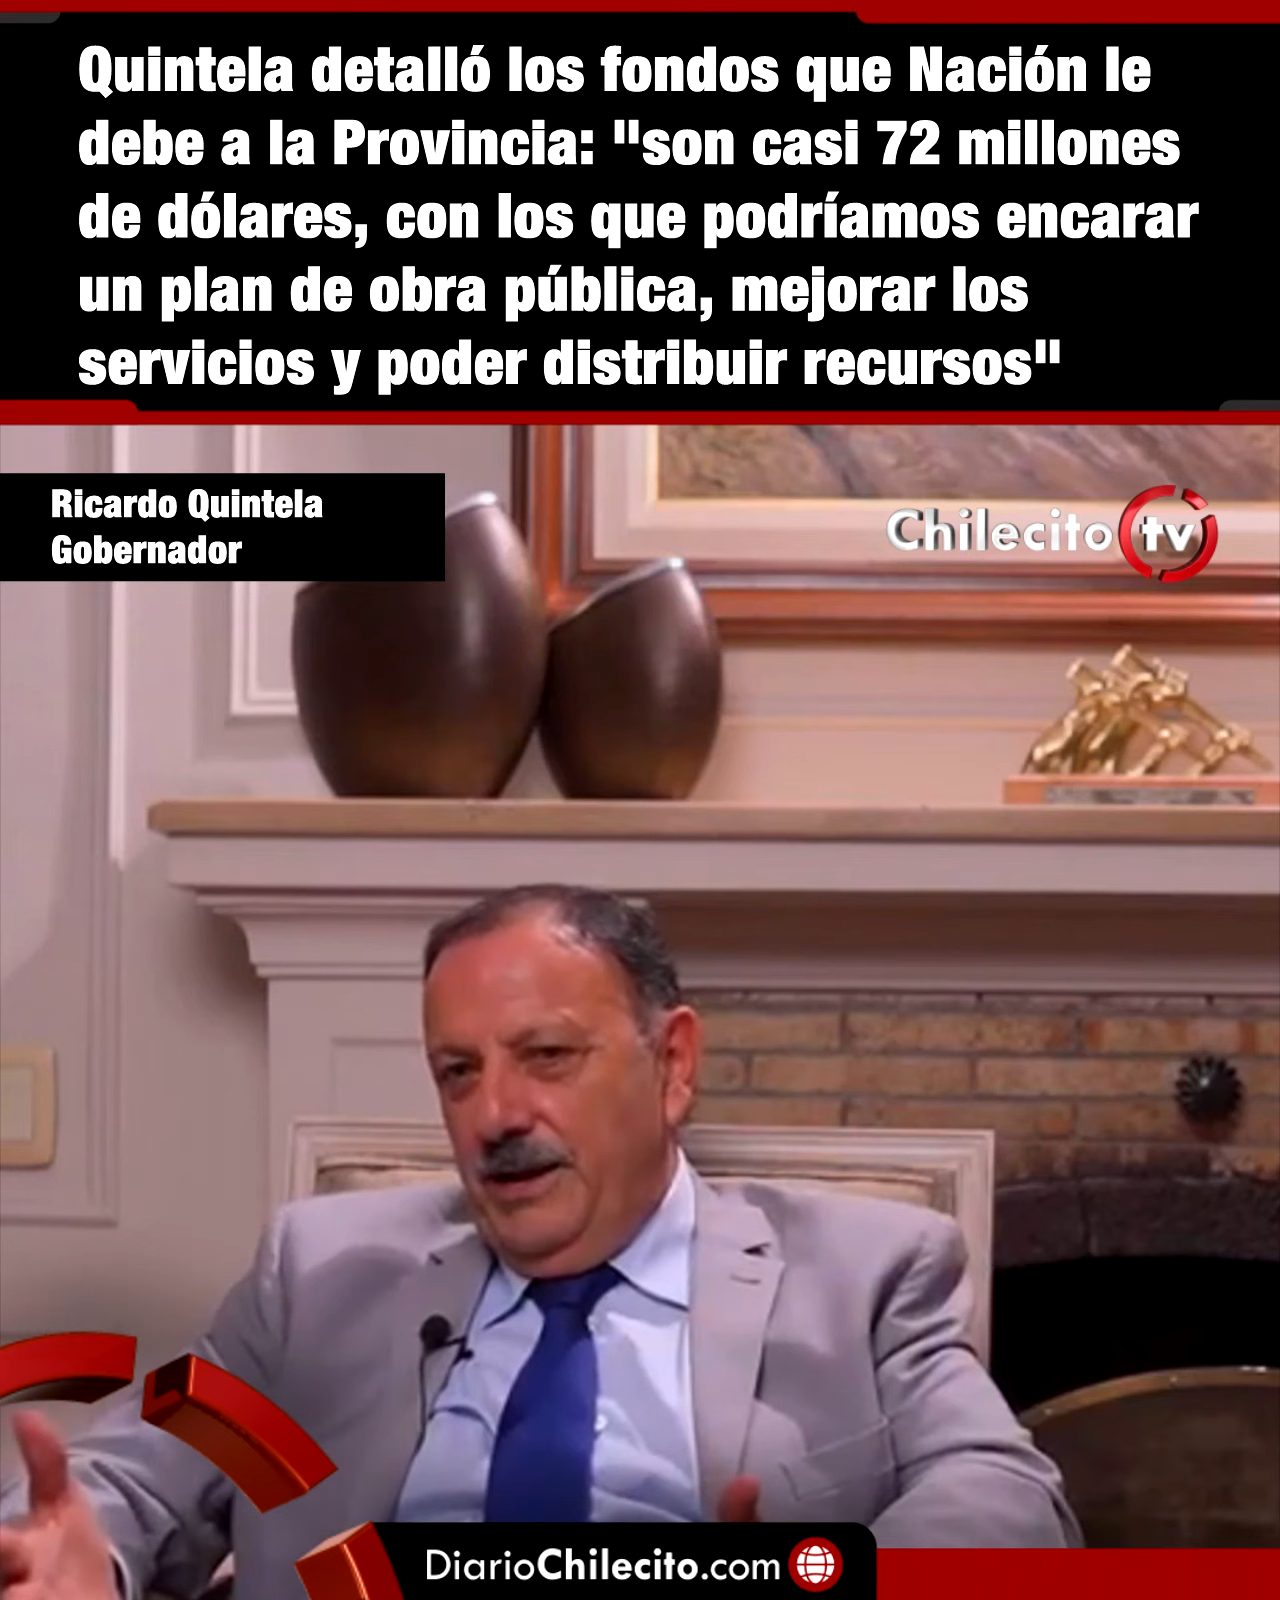 Quintela detalló los fondos que Nación le
debe a la Provincia: "son casi 72 millones
de dólares, con los que podríamos encarar
un plan de obra pública, mejorar los
servicios y poder distribuir recursos"
Ricardo Quintela
Gobernador
Chilecito tv
DiarioChilecito.com